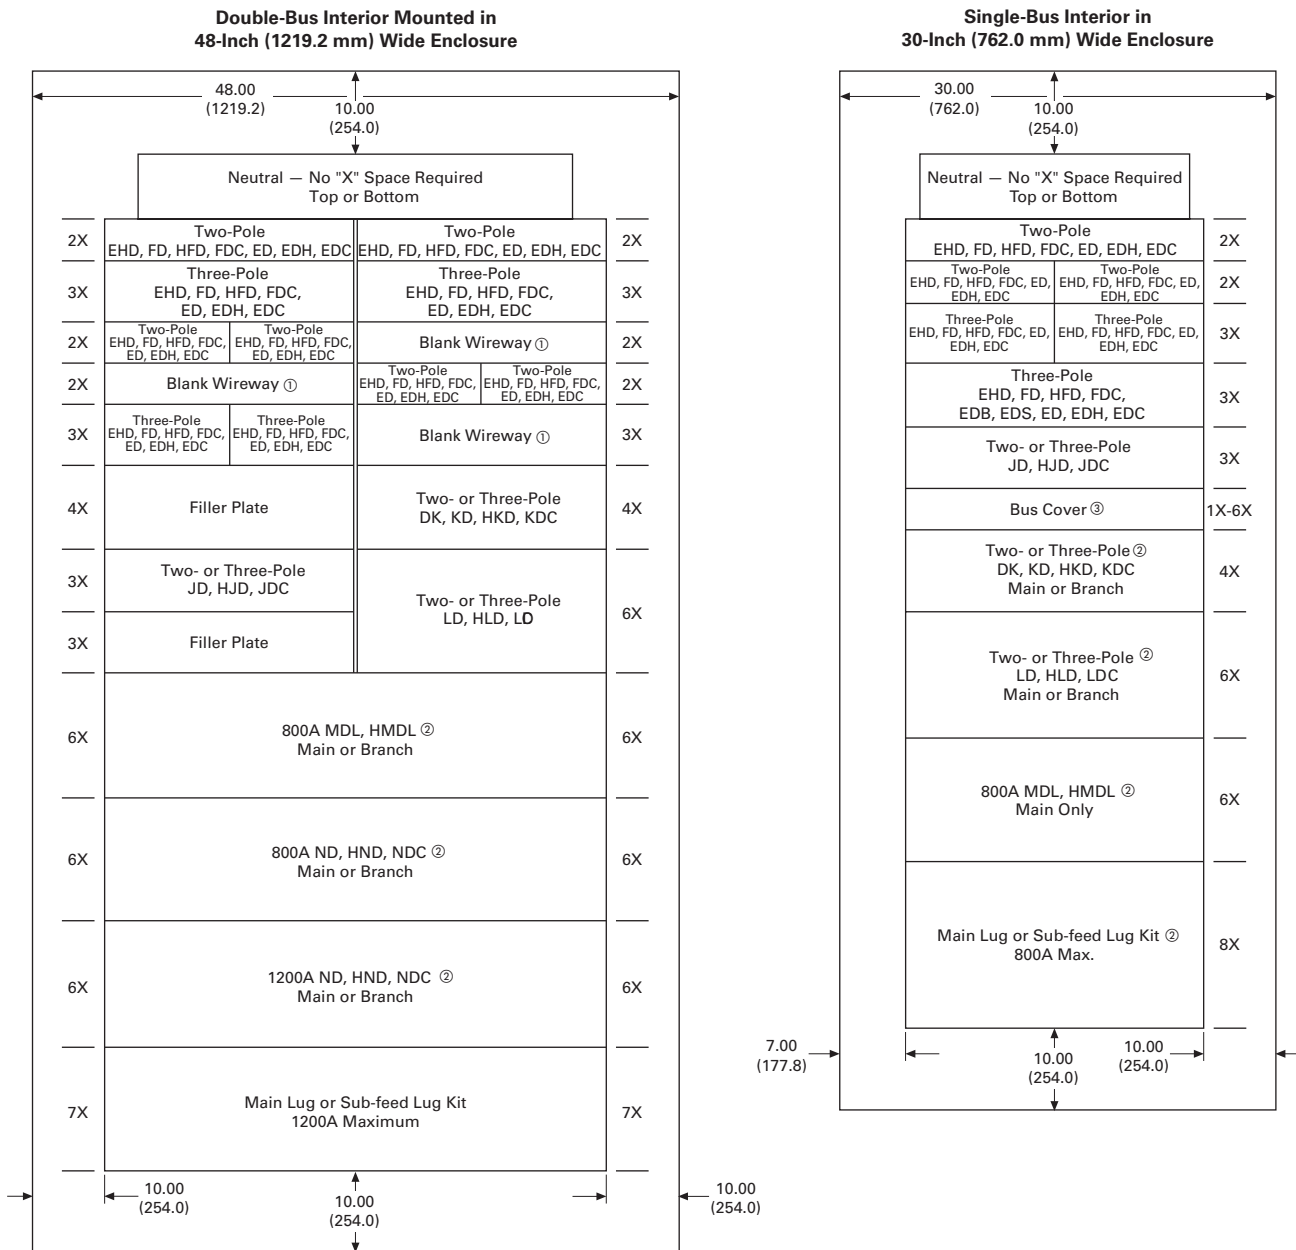 Double-Bus Interior Mounted in
48-Inch (1219.2 mm) Wide Enclosure
48.00
(1219.2)
10.00
(254.0)
Neutral — No "X" Space Required
Top or Bottom
2X
Two-Pole
EHD, FD, HFD, FDC, ED, EDH, EDC
Two-Pole
EHD, FD, HFD, FDC, ED, EDH, EDC
2X
3X
Three-Pole
EHD, FD, HFD, FDC,
ED, EDH, EDC
Three-Pole
EHD, FD, HFD, FDC,
ED, EDH, EDC
3X
2X
Two-Pole
EHD, FD, HFD, FDC,
ED, EDH, EDC
Two-Pole
EHD, FD, HFD, FDC,
ED, EDH, EDC
Blank Wireway ①
2X
2X
Blank Wireway ①
Two-Pole
EHD, FD, HFD, FDC,
ED, EDH, EDC
Two-Pole
EHD, FD, HFD, FDC,
ED, EDH, EDC
2X
3X
Three-Pole
EHD, FD, HFD, FDC,
ED, EDH, EDC
Three-Pole
EHD, FD, HFD, FDC,
ED, EDH, EDC
Blank Wireway ①
3X
4X
Filler Plate
Two- or Three-Pole
DK, KD, HKD, KDC
4X
3X
Two- or Three-Pole
JD, HJD, JDC
3X
Filler Plate
Two- or Three-Pole
LD, HLD, LD
6X
6X
800A MDL, HMDL ②
Main or Branch
6X
6X
800A ND, HND, NDC ②
Main or Branch
6X
6X
1200A ND, HND, NDC ②
Main or Branch
6X
7X
Main Lug or Sub-feed Lug Kit
1200A Maximum
7X
10.00
(254.0)
10.00
(254.0)
10.00
(254.0)
Single-Bus Interior in
30-Inch (762.0 mm) Wide Enclosure
30.00
(762.0)
10.00
(254.0)
Neutral — No "X" Space Required
Top or Bottom
Two-Pole
EHD, FD, HFD, FDC, ED, EDH, EDC
2X
Two-Pole
EHD, FD, HFD, FDC, ED,
EDH, EDC
Two-Pole
EHD, FD, HFD, FDC, ED,
EDH, EDC
2X
Three-Pole
EHD, FD, HFD, FDC, ED,
EDH, EDC
Three-Pole
EHD, FD, HFD, FDC, ED,
EDH, EDC
3X
Three-Pole
EHD, FD, HFD, FDC,
EDB, EDS, ED, EDH, EDC
3X
Two- or Three-Pole
JD, HJD, JDC
3X
Bus Cover ③
1X-6X
Two- or Three-Pole ②
DK, KD, HKD, KDC
Main or Branch
4X
Two- or Three-Pole ②
LD, HLD, LDC
Main or Branch
6X
800A MDL, HMDL ②
Main Only
6X
Main Lug or Sub-feed Lug Kit ②
800A Max.
8X
7.00
(177.8)
10.00
(254.0)
10.00
(254.0)